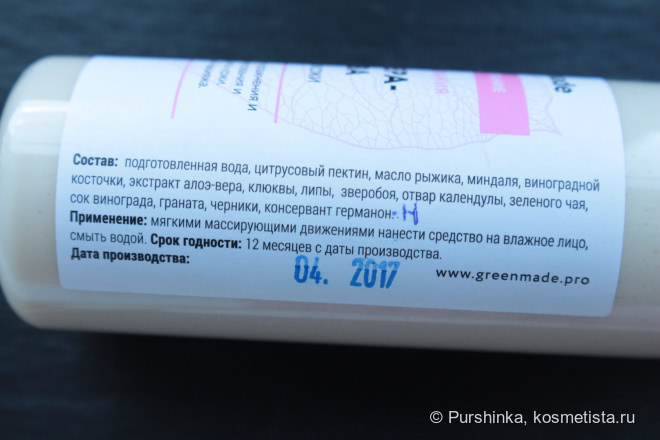 Состав: подготовленная вода, цитрусовый пектин, масло рыжика, миндаля, виноградной
косточки, экстракт алоэ-вера, клюквы, липы, зверобоя, отвар календулы, зеленого чая,
сок винограда, граната, черники, консервант германон-Н
Применение: мягкими массирующими движениями нанести средство на влажное лицо,
смыть водой. Срок годности: 12 месяцев с даты производства.
Дата производства: 04. 2017
www.greenmade.pro
© Purshinka, kosmetista.ru